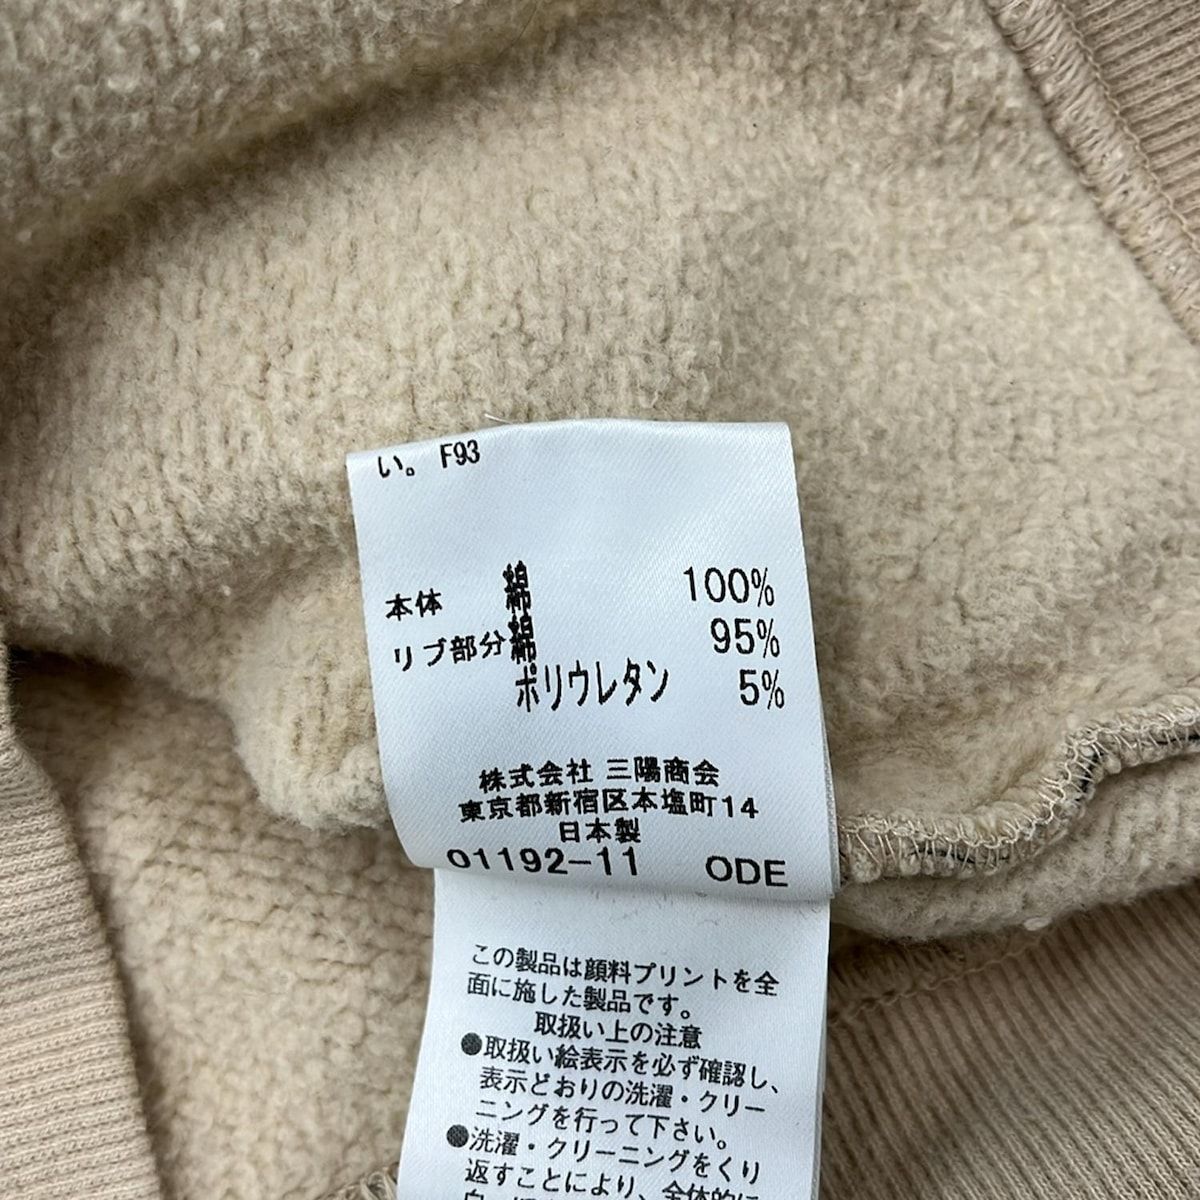 い。 F93
本体 綿 100%
リブ部分 綿 95%
ポリウレタン 5%
株式会社 三陽商会
東京都新宿区本塩町14
日本製
01192-11 ODE
この製品は顔料プリントを全
面に施した製品です。
取扱い上の注意
●取扱い絵表示を必ず確認し、
表示どおりの洗濯・クリー
ニングを行って下さい。
●洗濯・クリーニングをくり
返すことにより、全体的に